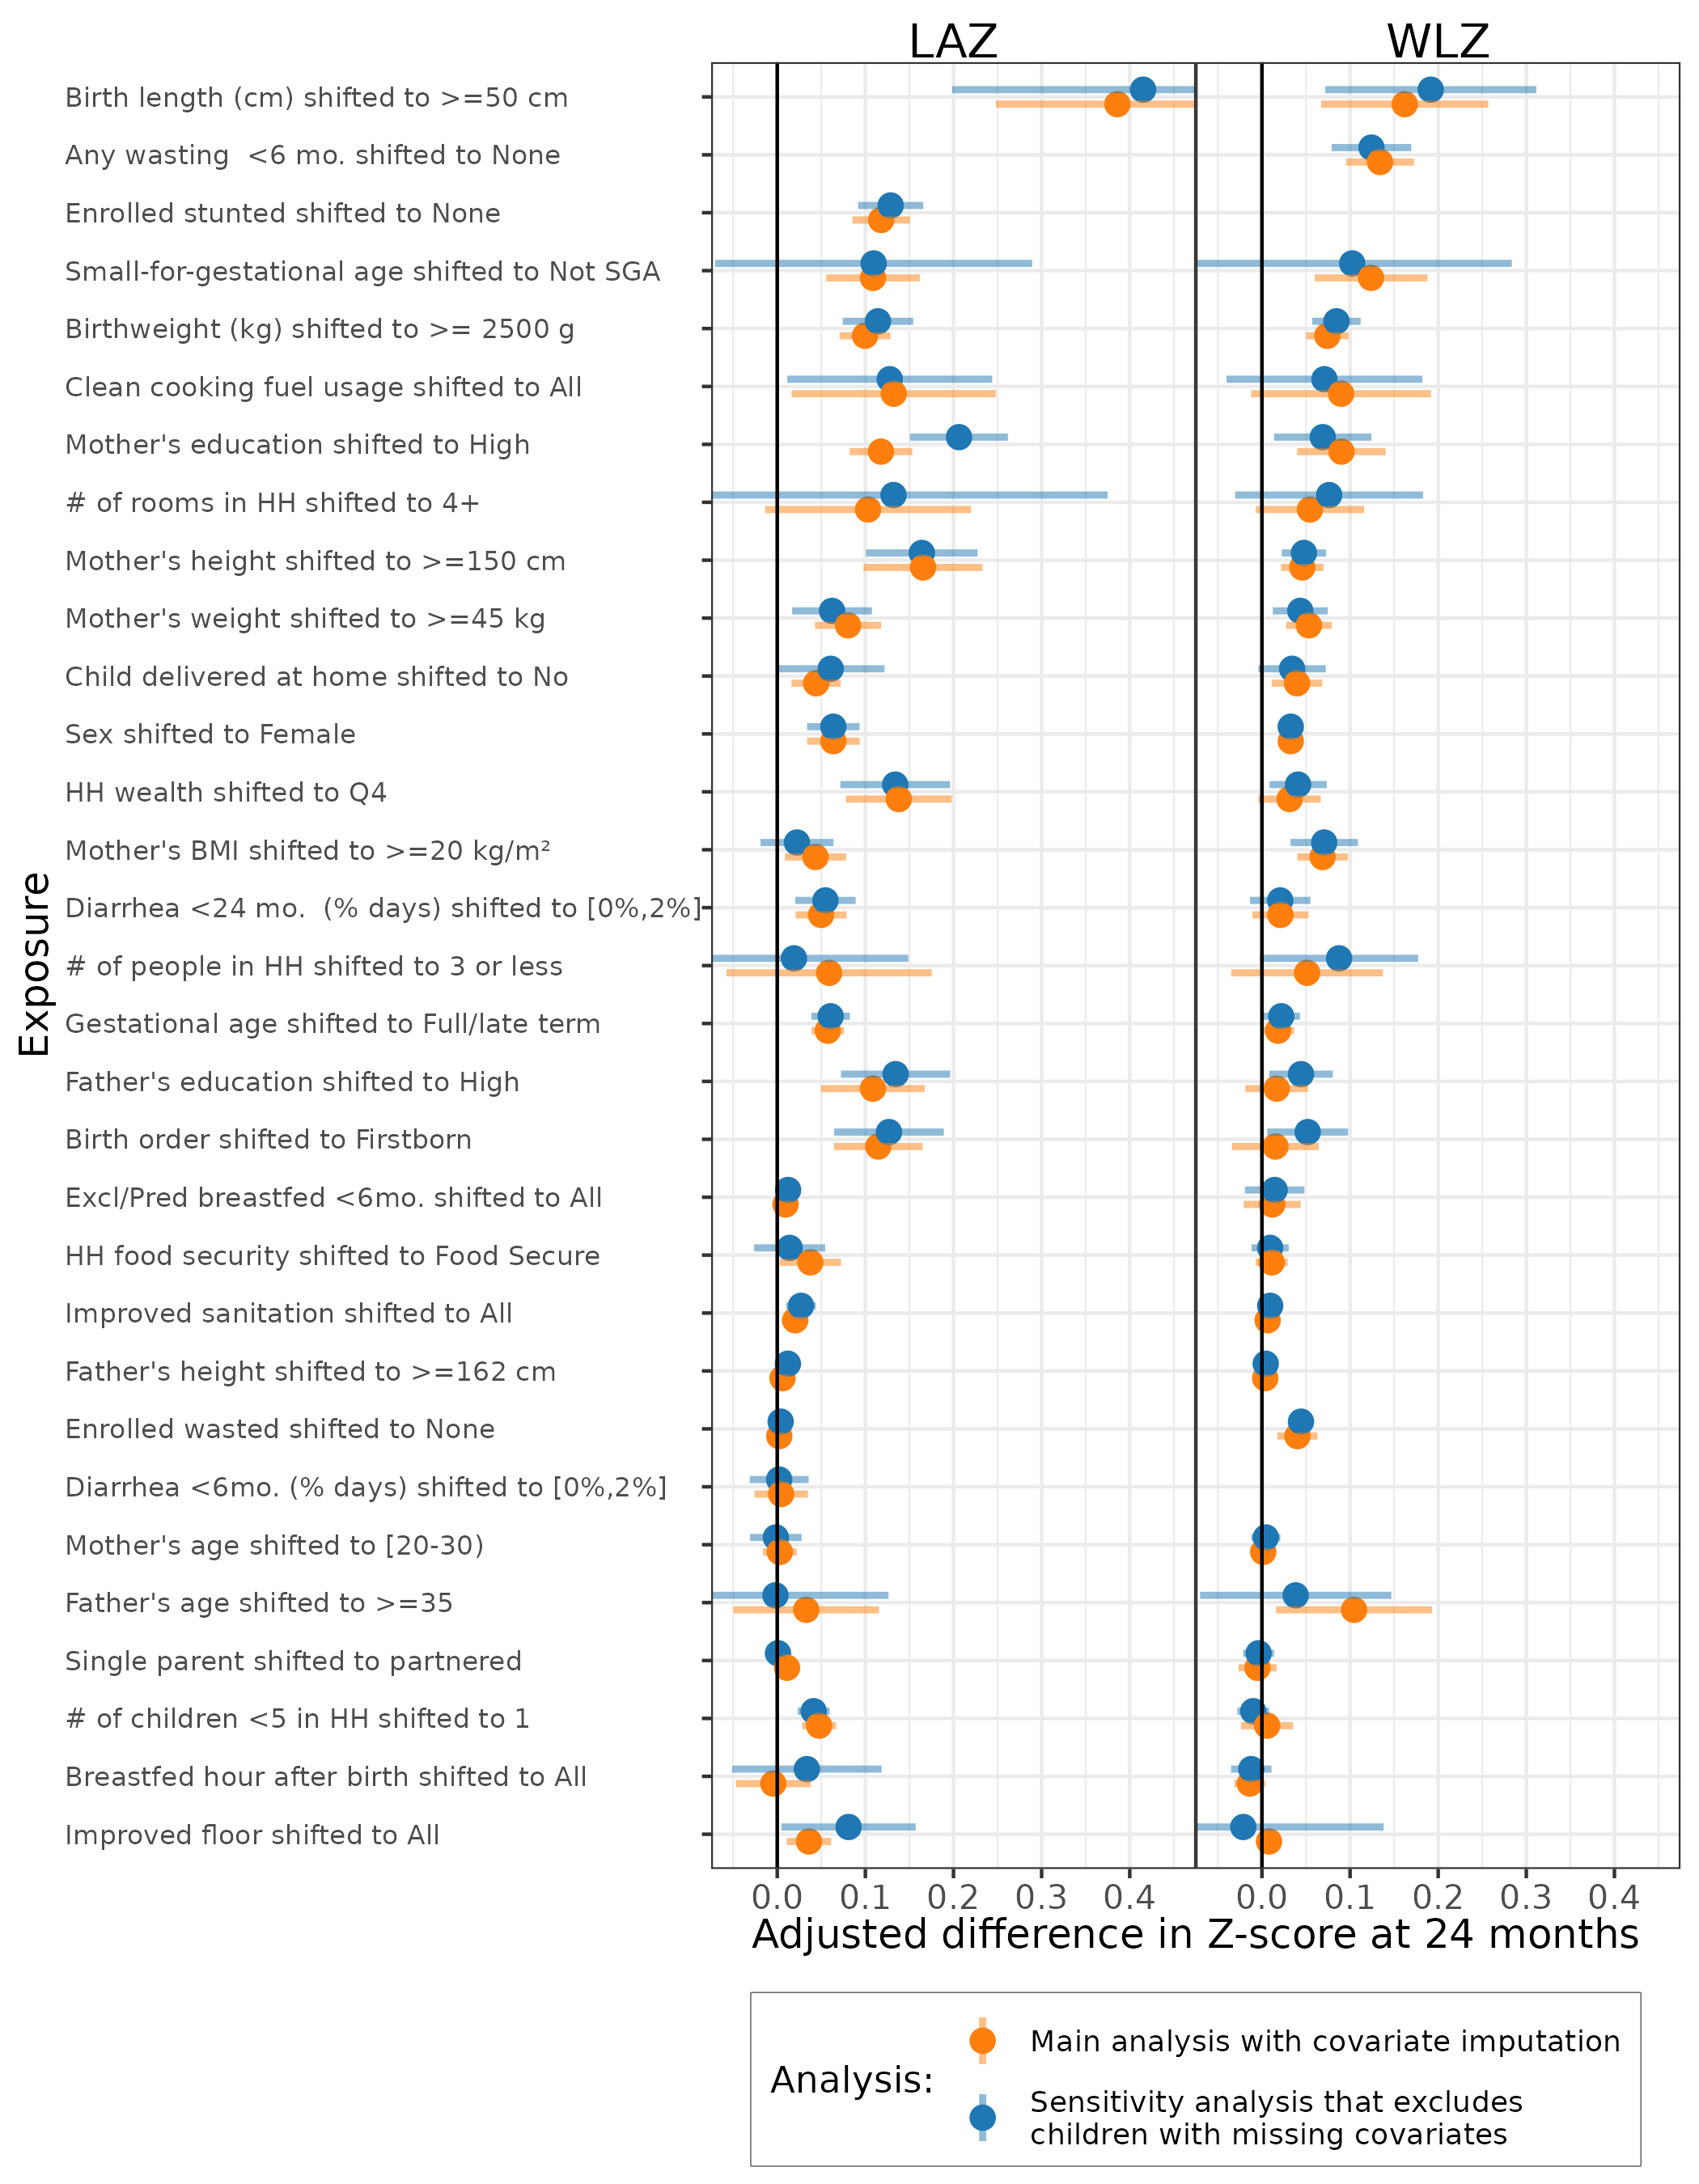 LAZ
WLZ
Exposure
Birth length (cm) shifted to >=50 cm
Any wasting  <6 mo. shifted to None
Enrolled stunted shifted to None
Small-for-gestational age shifted to Not SGA
Birthweight (kg) shifted to >= 2500 g
Clean cooking fuel usage shifted to All
Mother's education shifted to High
# of rooms in HH shifted to 4+
Mother's height shifted to >=150 cm
Mother's weight shifted to >=45 kg
Child delivered at home shifted to No
Sex shifted to Female
HH wealth shifted to Q4
Mother's BMI shifted to >=20 kg/m²
Diarrhea <24 mo.  (% days) shifted to [0%,2%]
# of people in HH shifted to 3 or less
Gestational age shifted to Full/late term
Father's education shifted to High
Birth order shifted to Firstborn
Excl/Pred breastfed <6mo. shifted to All
HH food security shifted to Food Secure
Improved sanitation shifted to All
Father's height shifted to >=162 cm
Enrolled wasted shifted to None
Diarrhea <6mo. (% days) shifted to [0%,2%]
Mother's age shifted to [20-30)
Father's age shifted to >=35
Single parent shifted to partnered
# of children <5 in HH shifted to 1
Breastfed hour after birth shifted to All
Improved floor shifted to All
0.0 0.1 0.2 0.3 0.4 0.0 0.1 0.2 0.3 0.4
Adjusted difference in Z-score at 24 months
Analysis:
Main analysis with covariate imputation
Sensitivity analysis that excludes
children with missing covariates